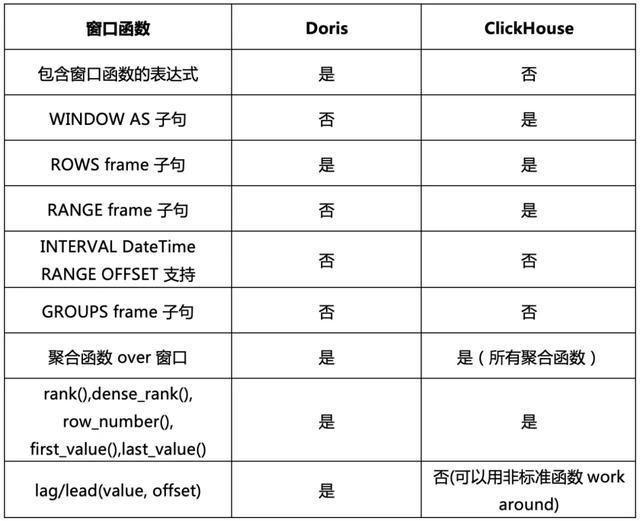 窗口函数 Doris ClickHouse
包含窗口函数的表达式 是 否
WINDOW AS 子句 否 是
ROWS frame 子句 是 是
RANGE frame 子句 否 是
INTERVAL DateTime
RANGE OFFSET 支持 否 否
GROUPS frame 子句 否 否
聚合函数 over 窗口 是 是（所有聚合函数）
rank(),dense_rank(),
row_number(), 是 是
first_value(),last_value()
lag/lead(value, offset) 是 否(可以用非标准函数 work
around)